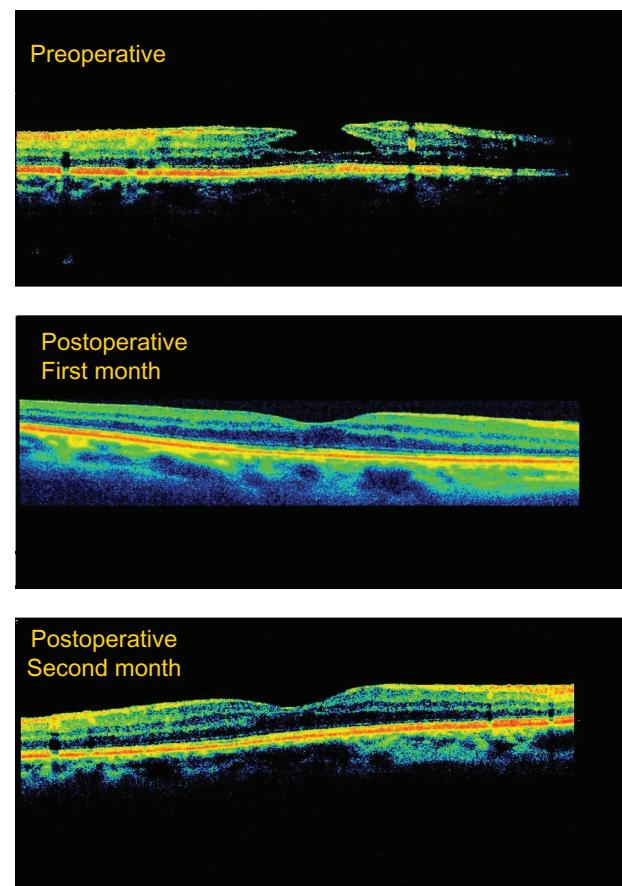 Preoperative
Postoperative
First month
Postoperative
Second month